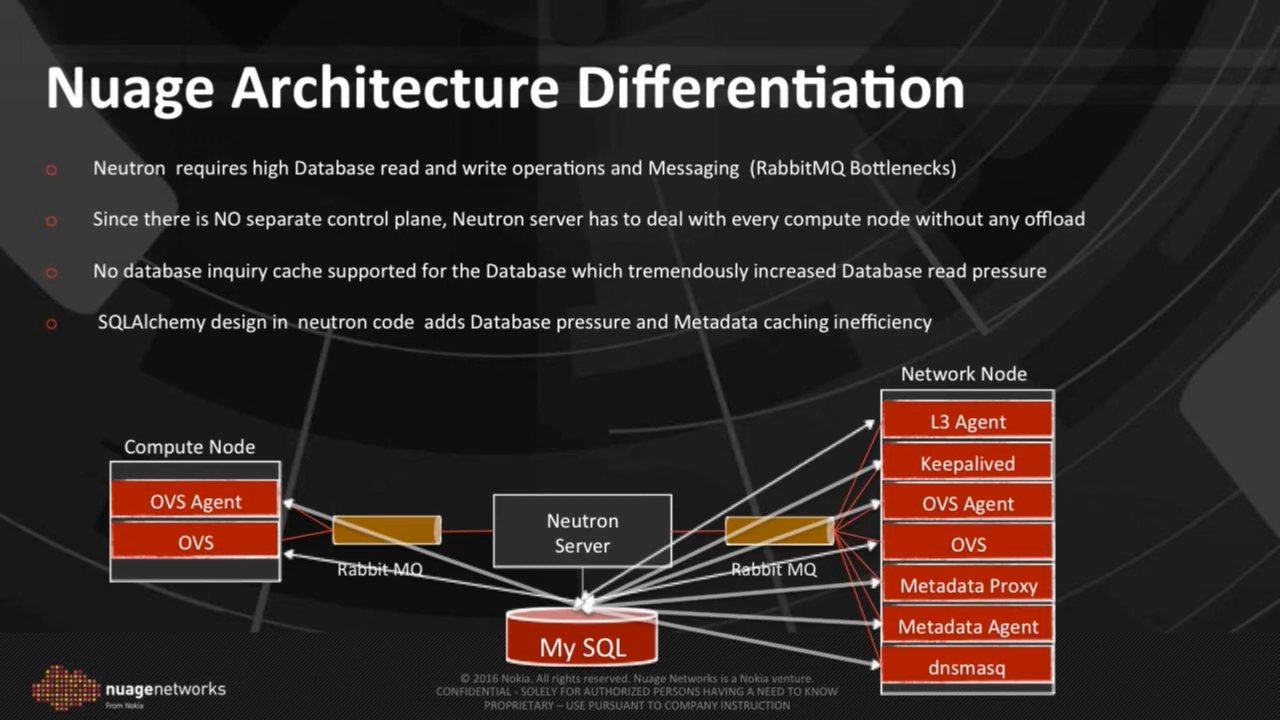 Nuage Architecture Differentiation
Neutron requires high Database read and write operations and Messaging (RabbitMQ Bottlenecks)
Since there is NO separate control plane, Neutron server has to deal with every compute node without any offload
No database inquiry cache supported for the Database which tremendously increased Database read pressure
SQLAlchemy design in neutron code adds Database pressure and Metadata caching inefficiency
Compute Node
OVS Agent
OVS
Rabbit MQ
Neutron
Server
My SQL
Rabbit MQ
Network Node
L3 Agent
Keepalived
OVS Agent
OVS
Metadata Proxy
Metadata Agent
dnsmasq
nuagenetworks
From Nokia
© 2016 Nokia. All rights reserved. Nuage Networks is a Nokia venture.
CONFIDENTIAL - SOLELY FOR AUTHORIZED PERSONS HAVING A NEED TO KNOW
PROPRIETARY – USE PURSUANT TO COMPANY INSTRUCTION